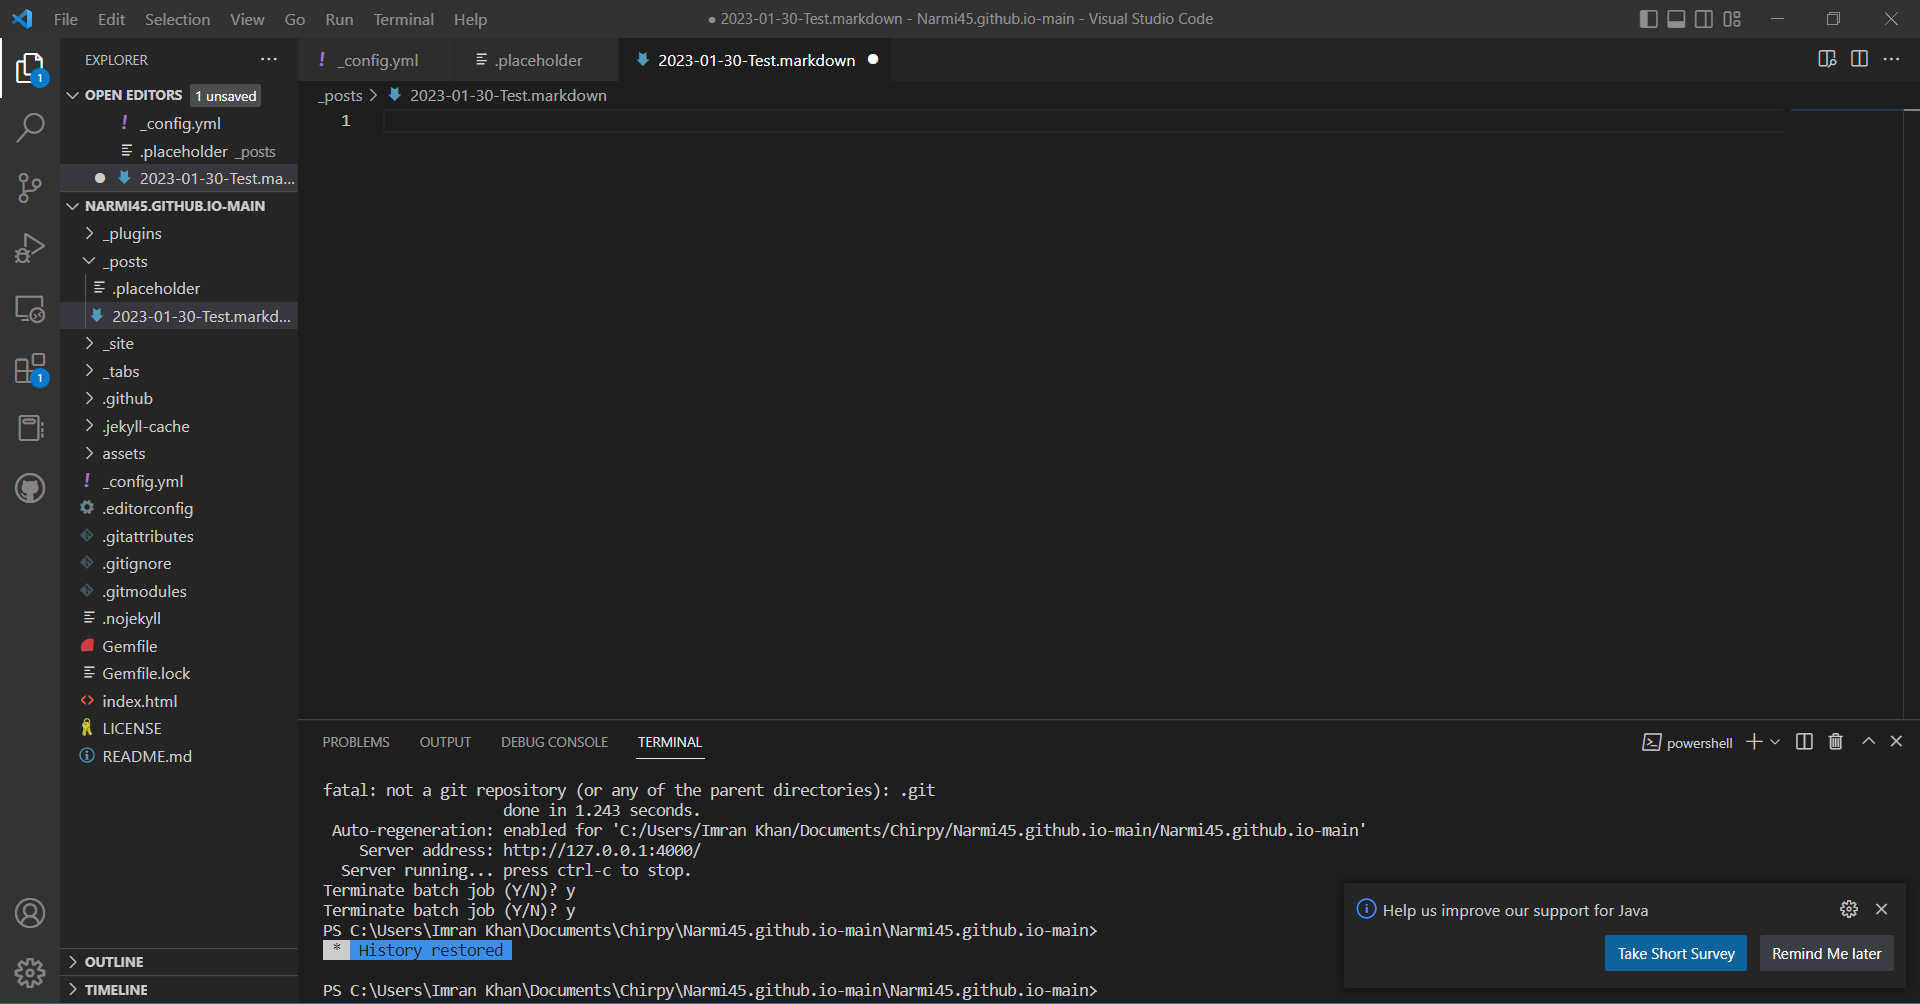 File Edit Selection View Go Run Terminal Help
● 2023-01-30-Test.markdown - Narmi45.github.io-main - Visual Studio Code
EXPLORER
_config.yml
.placeholder
2023-01-30-Test.markdown
1
OPEN EDITORS 1 unsaved
_config.yml
.placeholder _posts
2023-01-30-Test.ma...
_posts > 2023-01-30-Test.markdown
1
NARMI45.GITHUB.IO-MAIN
_plugins
_posts
.placeholder
2023-01-30-Test.markd...
_site
_tabs
.github
.jekyll-cache
assets
_config.yml
.editorconfig
.gitattributes
.gitignore
.gitmodules
.nojekyll
Gemfile
Gemfile.lock
index.html
LICENSE
README.md
1
OUTLINE
TIMELINE
PROBLEMS OUTPUT DEBUG CONSOLE TERMINAL
powershell
fatal: not a git repository (or any of the parent directories): .git
done in 1.243 seconds.
Auto-regeneration: enabled for 'C:/Users/Imran Khan/Documents/Chirpy/Narmi45.github.io-main/Narmi45.github.io-main'
Server address: http://127.0.0.1:4000/
Server running... press ctrl-c to stop.
Terminate batch job (Y/N)? y
Terminate batch job (Y/N)? y
PS C:\Users\Imran Khan\Documents\Chirpy\Narmi45.github.io-main\Narmi45.github.io-main>
* History restored
PS C:\Users\Imran Khan\Documents\Chirpy\Narmi45.github.io-main\Narmi45.github.io-main>
Help us improve our support for Java
Take Short Survey
Remind Me later